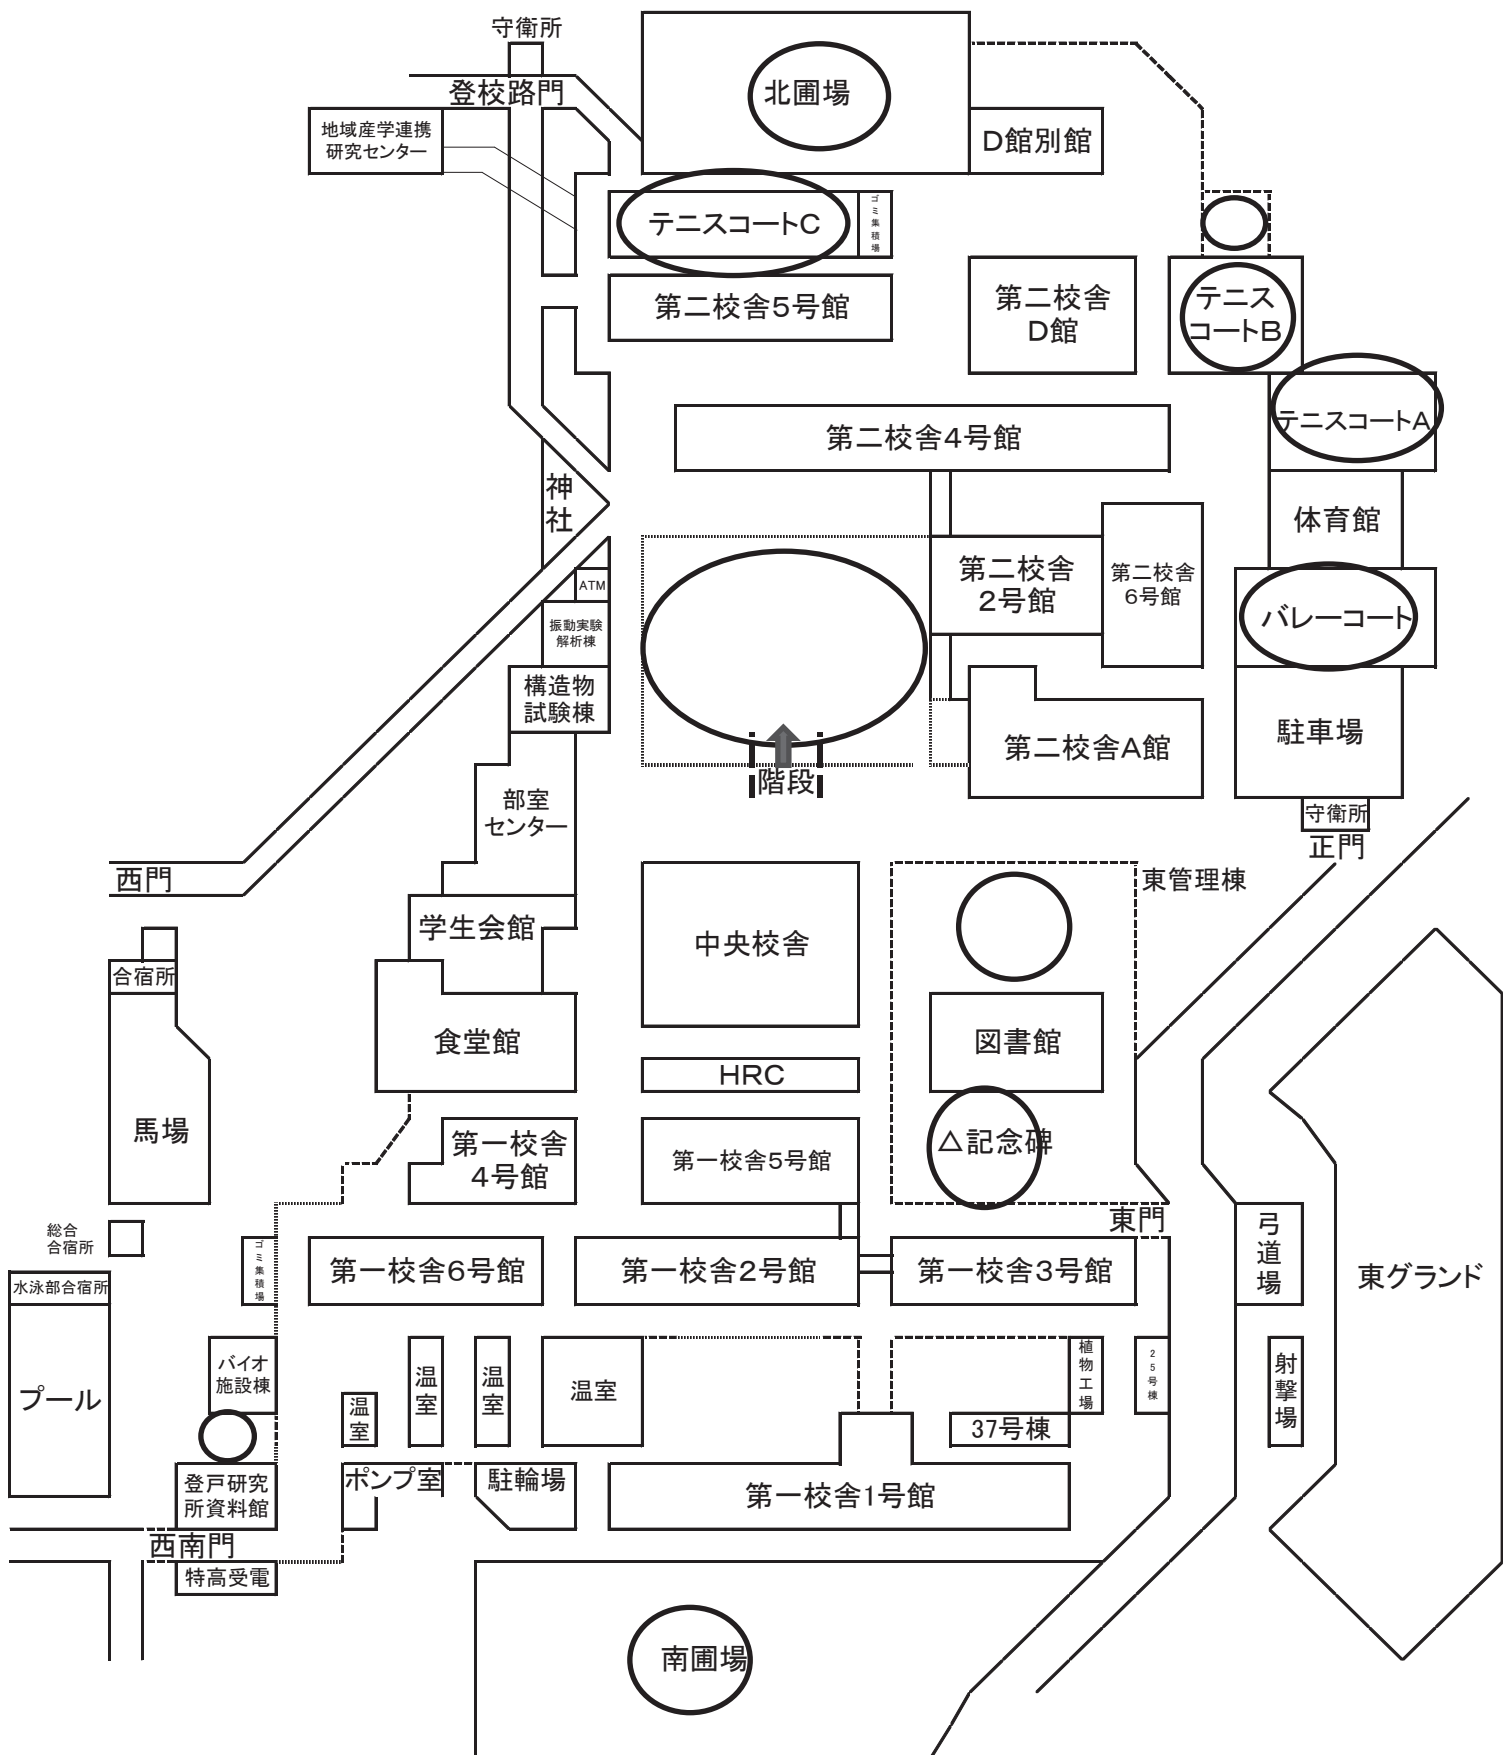 守衛所
登校路門
北圃場
地域産学連携
研究センター
D館別館
テニスコートC
ゴミ集積場
第二校舎5号館
第二校舎
D館
テニス
コートB
テニスコートA
第二校舎4号館
神社
体育館
第二校舎
2号館
第二校舎
6号館
ATM
振動実験
解析棟
バレーコート
構造物
試験棟
第二校舎A館
駐車場
階段
部室
センター
守衛所
正門
西門
東管理棟
学生会館
中央校舎
合宿所
食堂館
図書館
HRC
馬場
第一校舎
4号館
第一校舎5号館
△記念碑
総合
合宿所
東門
弓道場
ゴミ集積場
第一校舎6号館
第一校舎2号館
第一校舎3号館
東グランド
水泳部合宿所
プール
バイオ
施設棟
温室
温室
温室
温室
植物工場
25号棟
射撃場
37号棟
登戸研究
所資料館
ポンプ室
駐輪場
第一校舎1号館
西南門
特高受電
南圃場